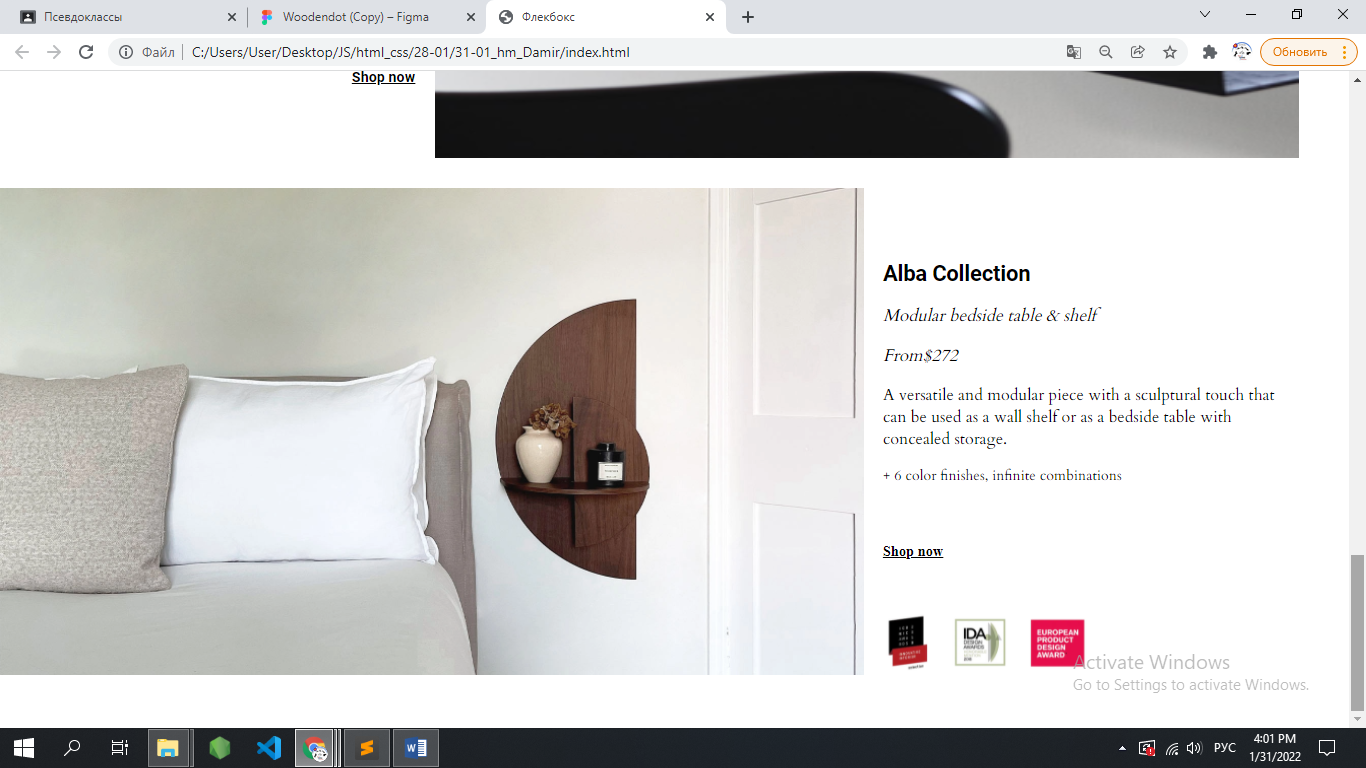 Псевдоклассы
Woodendot (Copy) – Figma
Флекбокс
Файл
C:/Users/User/Desktop/JS/html_css/28-01/31-01_hm_Damir/index.html
Обновить
Shop now
Alba Collection
Modular bedside table & shelf
From$272
A versatile and modular piece with a sculptural touch that
can be used as a wall shelf or as a bedside table with
concealed storage.
+ 6 color finishes, infinite combinations
Shop now
IDA
DESIGN
AWARDS
EUROPEAN
PRODUCT
DESIGN
AWARD
Activate Windows
Go to Settings to activate Windows.
РУС
4:01 PM
1/31/2022